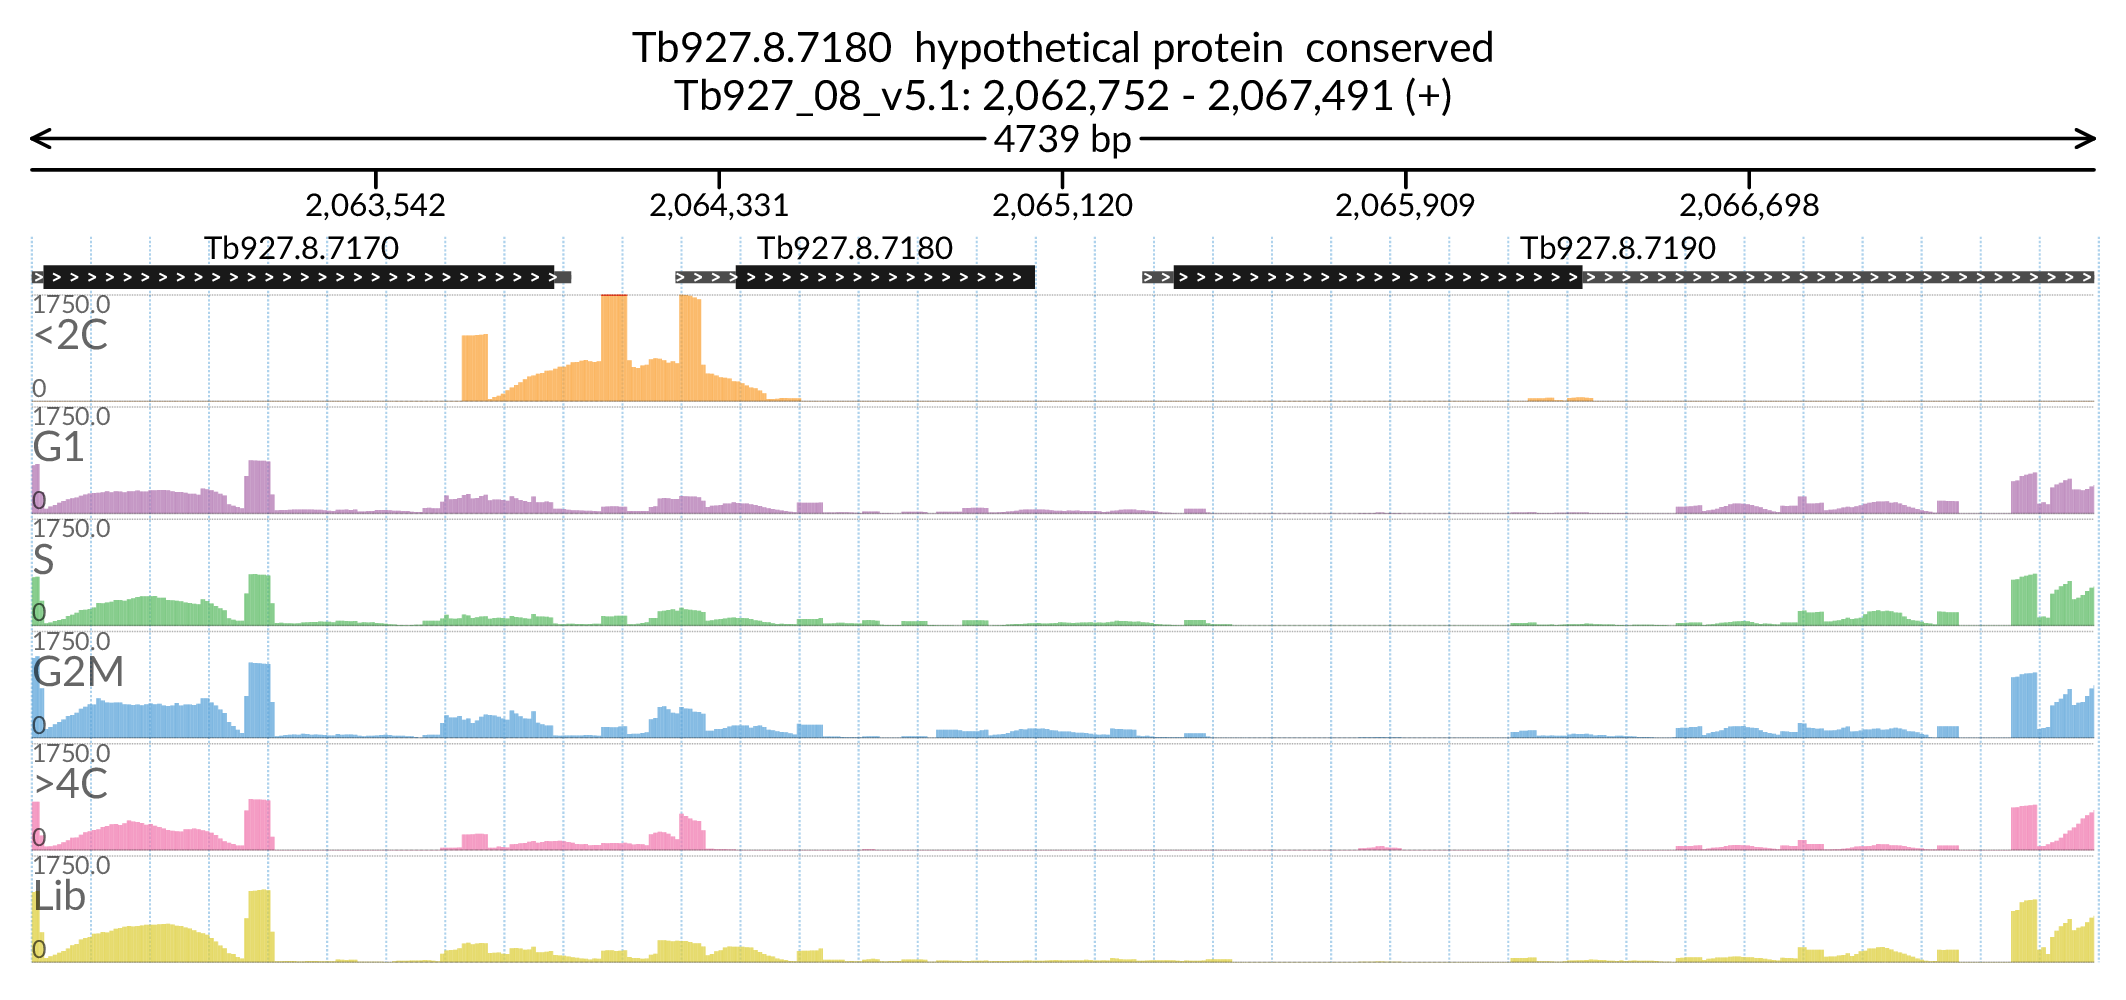 Tb927.8.7180  hypothetical protein  conserved
Tb927_08_v5.1: 2,062,752 - 2,067,491 (+)
4739 bp
2,063,542 2,064,331 2,065,120 2,065,909 2,066,698
Tb927.8.7170 Tb927.8.7180 Tb927.8.7190
1750.0
<2C
0
1750.0
G1
0
1750.0
S
0
1750.0
G2M
0
1750.0
>4C
0
1750.0
Lib
0